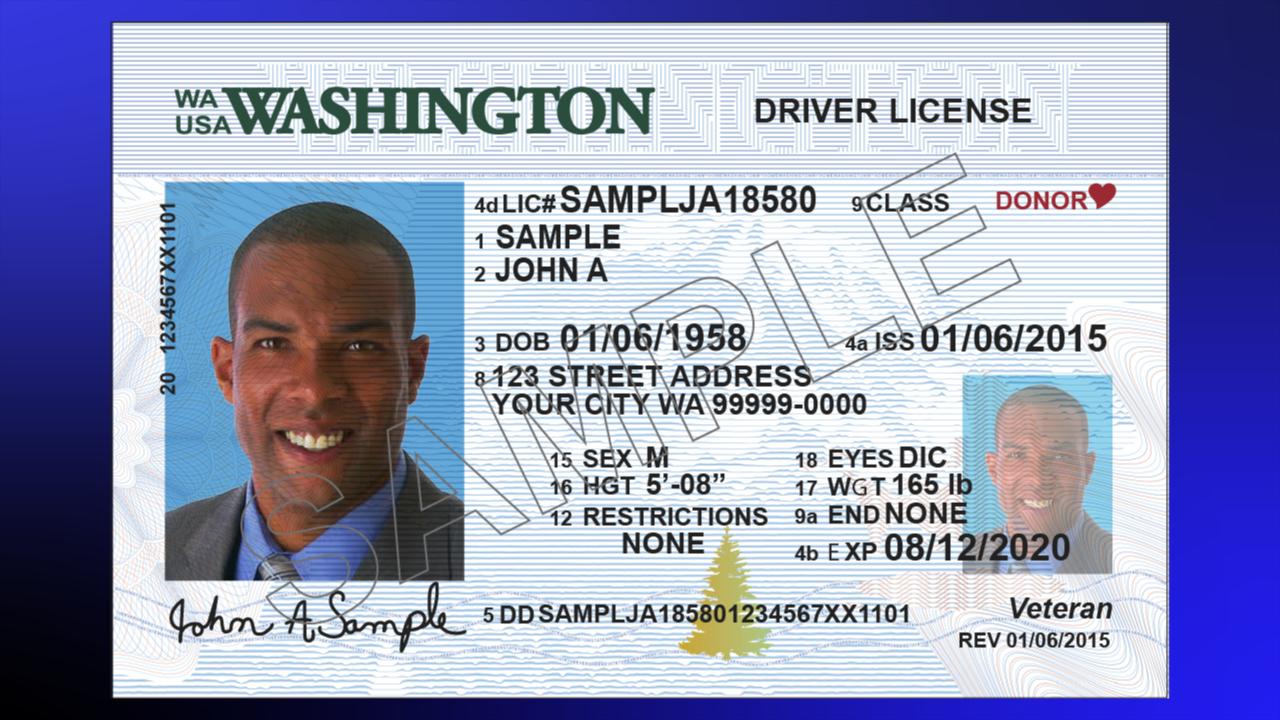 WA
USA WASHINGTON
DRIVER LICENSE
20 1234567XX1101
4d LIC# SAMPLJA18580 9 CLASS DONOR
1 SAMPLE
2 JOHN A
3 DOB 01/06/1958 4a ISS 01/06/2015
8 123 STREET ADDRESS
YOUR CITY WA 99999-0000
15 SEX M 18 EYES DIC
16 HGT 5'-08" 17 WGT 165 lb
12 RESTRICTIONS 9a END NONE
NONE 4b EXP 08/12/2020
SAMPLE
John A Sample
5 DD SAMPLJA185801234567XX1101
Veteran
REV 01/06/2015